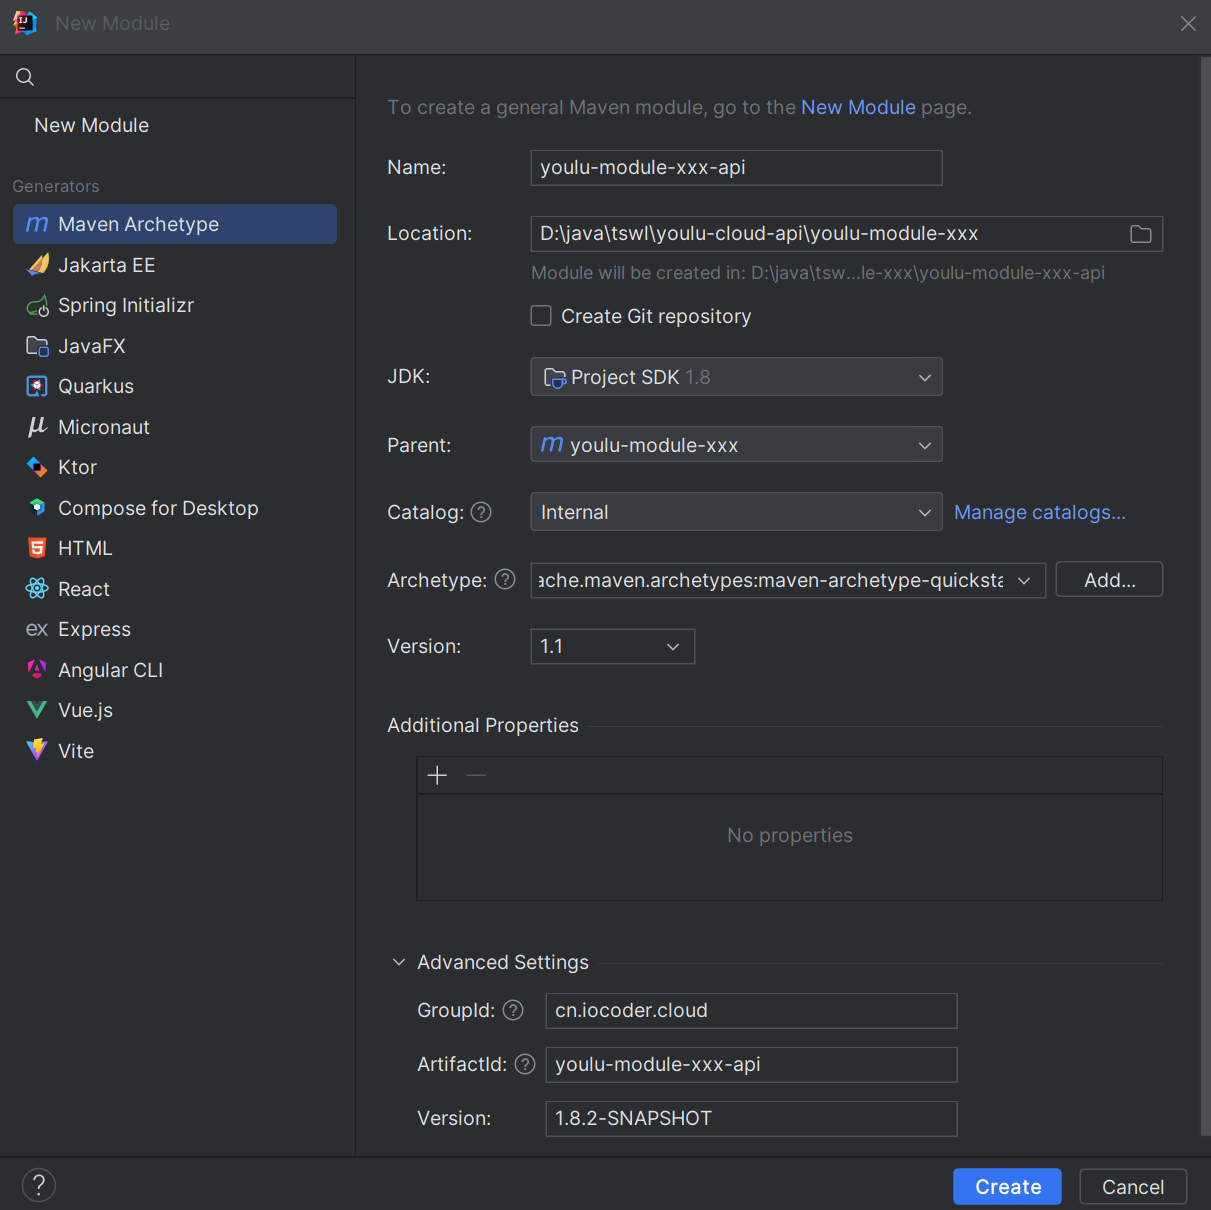 New Module
New Module
Generators
Maven Archetype
Jakarta EE
Spring Initializr
JavaFX
Quarkus
Micronaut
Ktor
Compose for Desktop
HTML
React
Express
Angular CLI
Vue.js
Vite
To create a general Maven module, go to the New Module page.
Name: youlu-module-xxx-api
Location: D:\java\tswl\youlu-cloud-api\youlu-module-xxx
Module will be created in: D:\java\tsw...le-xxx\youlu-module-xxx-api
Create Git repository
JDK: Project SDK 1.8
Parent: m youlu-module-xxx
Catalog: ? Internal Manage catalogs...
Archetype: ? ache.maven.archetypes:maven-archetype-quicksta Add...
Version: 1.1
Additional Properties
No properties
Advanced Settings
GroupId: ? cn.iocoder.cloud
ArtifactId: ? youlu-module-xxx-api
Version: 1.8.2-SNAPSHOT
? Create Cancel